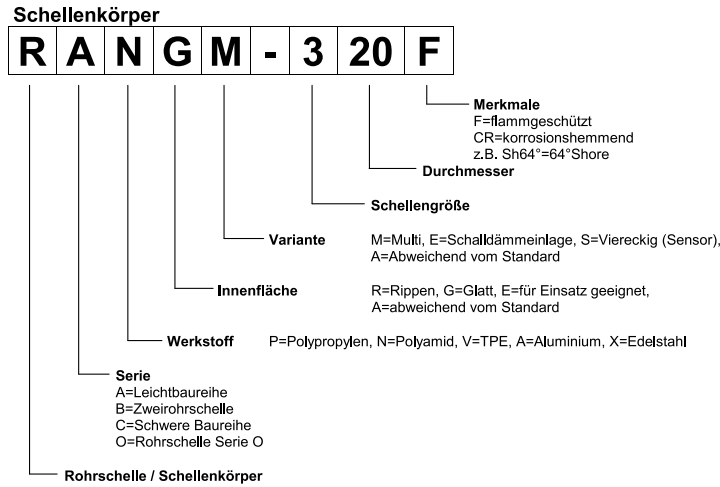 Schellenkörper
R A N G M - 3 20 F
Merkmale
F=flammgeschützt
CR=korrosionshemmend
z.B. Sh64°=64°Shore
Durchmesser
Schellengröße
Variante M=Multi, E=Schalldämmeinlage, S=Viereckig (Sensor),
A=Abweichend vom Standard
Innenfläche R=Rippen, G=Glatt, E=für Einsatz geeignet,
A=abweichend vom Standard
Werkstoff P=Polypropylen, N=Polyamid, V=TPE, A=Aluminium, X=Edelstahl
Serie
A=Leichtbaureihe
B=Zweirohrschelle
C=Schwere Baureihe
O=Rohrschelle Serie O
Rohrschelle / Schellenkörper